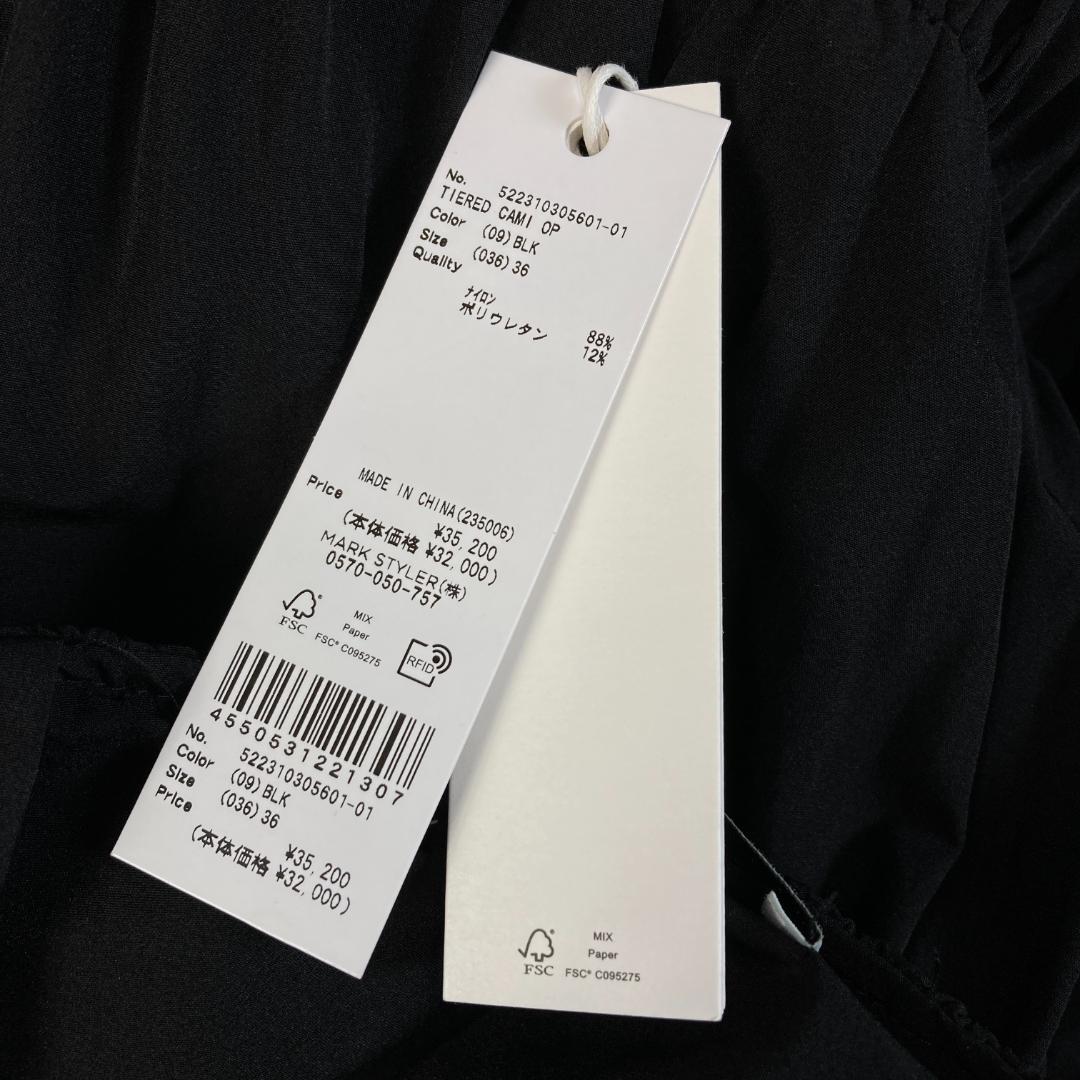 No. 522310305601-01
TIERED CAMI OP
Color (09)BLK
Size (036)36
Quality
ナイロン 88%
ポリウレタン 12%
MADE IN CHINA(235006)
Price ¥35,200
(本体価格 ¥32,000)
MARK STYLER(株)
0570-050-757
FSC
MIX
Paper
FSC® C095275
RFID
4550531221307
No. 522310305601-01
Color (09)BLK
Size (036)36
Price ¥35,200
(本体価格 ¥32,000)
FSC
MIX
Paper
FSC® C095275